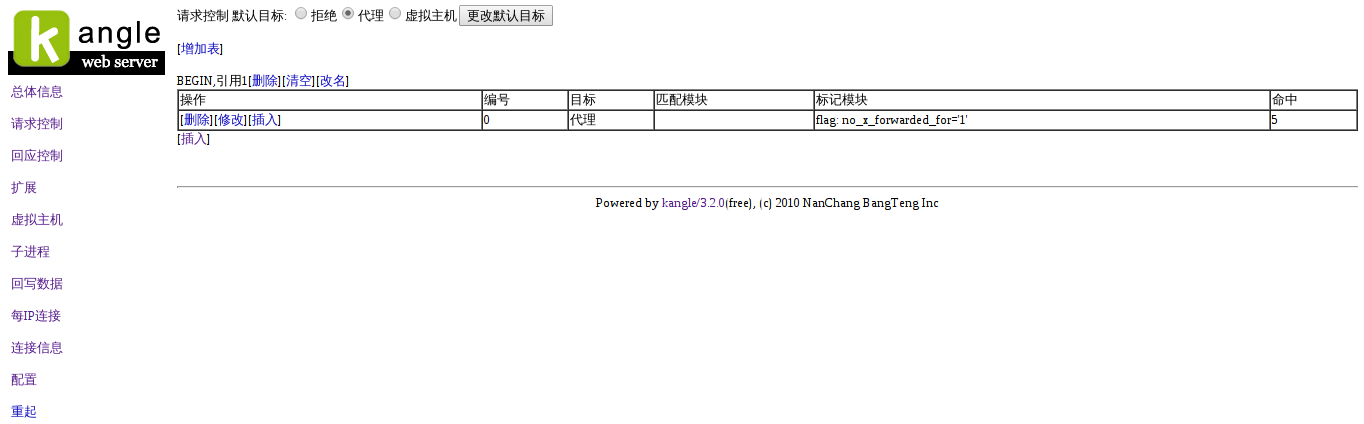 k kangle
web server
总体信息
请求控制
回应控制
扩展
虚拟主机
子进程
回写数据
每IP连接
连接信息
配置
重起
请求控制 默认目标: 拒绝 代理 虚拟主机 更改默认目标
[增加表]
BEGIN,引用1[删除][清空][改名]
操作 编号 目标 匹配模块 标记模块 命中
[删除][修改][插入] 0 代理 flag: no_x_forwarded_for='1' 5
[插入]
Powered by kangle/3.2.0(free), (c) 2010 NanChang BangTeng Inc